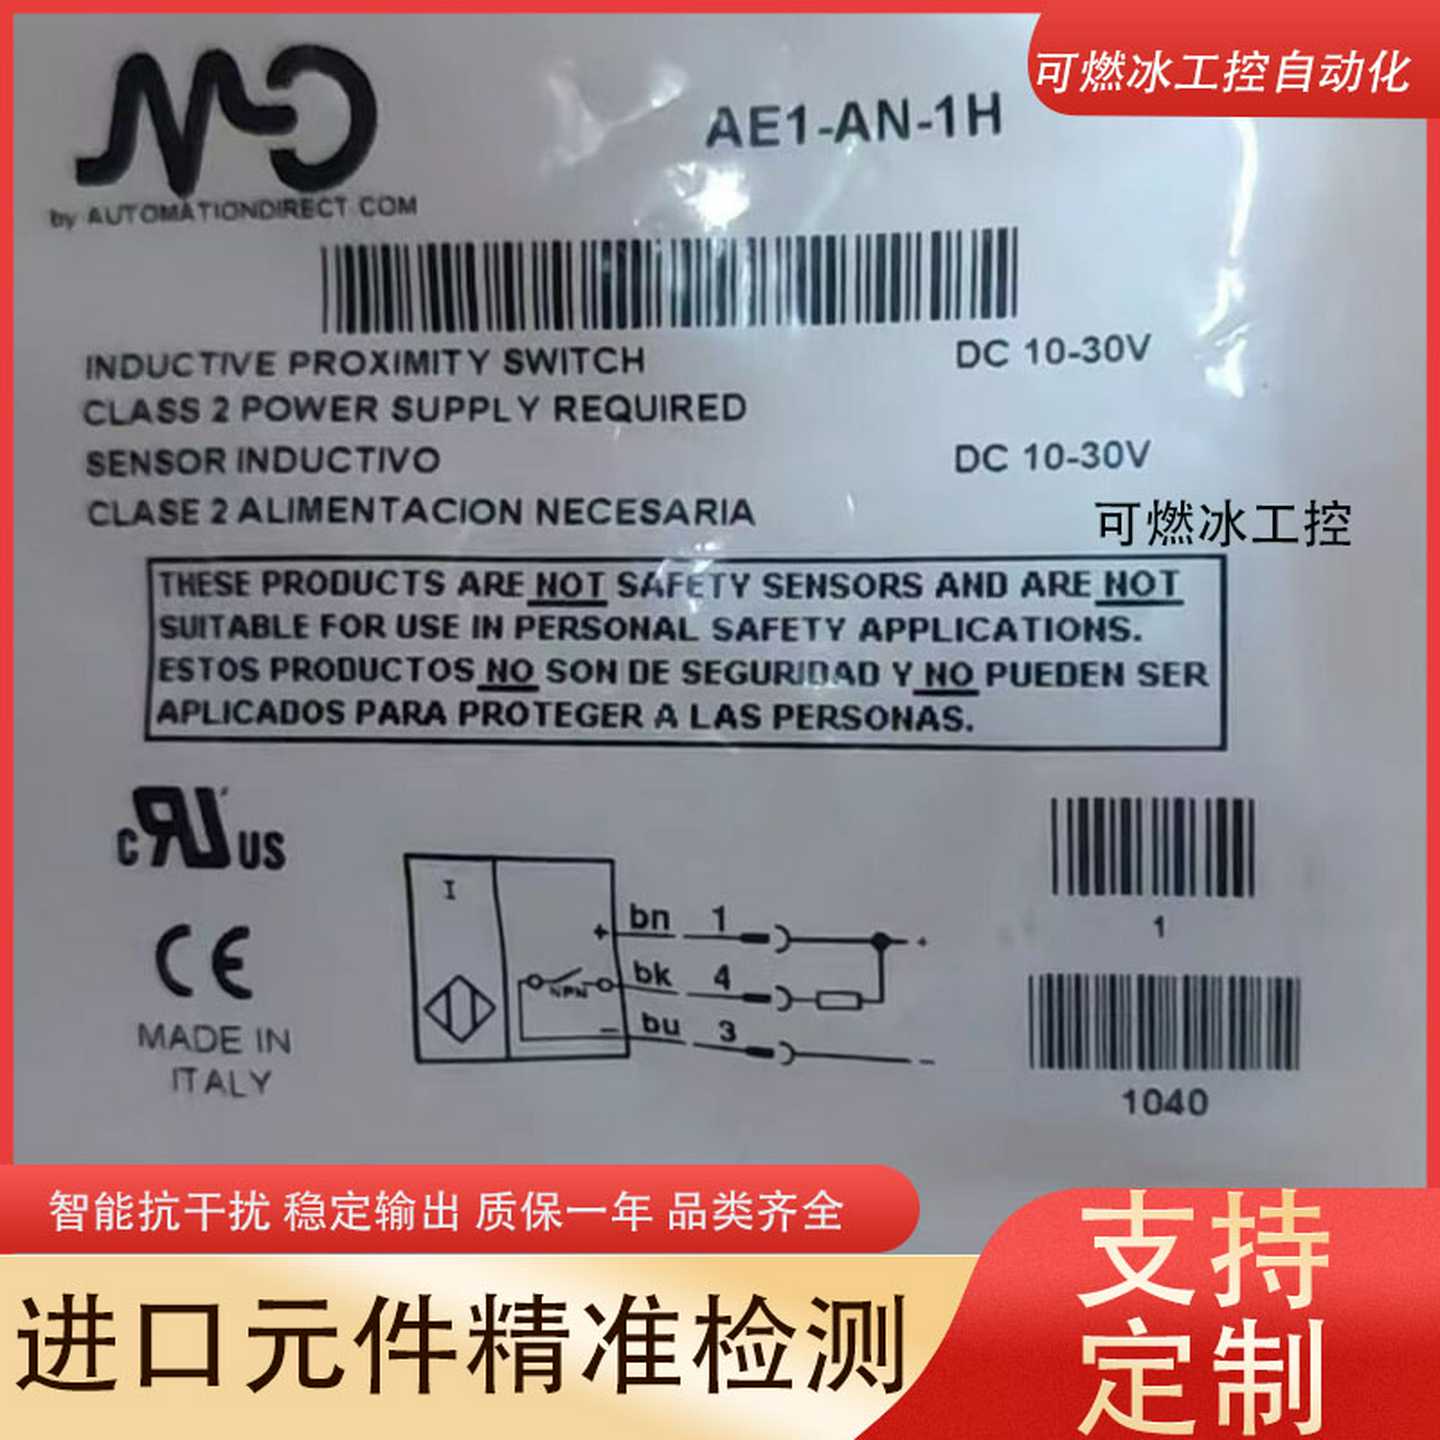 可燃冰工控自动化
MD
AE1-AN-1H
by AUTOMATIONDIRECT.COM
INDUCTIVE PROXIMITY SWITCH DC 10-30V
CLASS 2 POWER SUPPLY REQUIRED
SENSOR INDUCTIVO DC 10-30V
CLASE 2 ALIMENTACION NECESARIA
可燃冰工控
THESE PRODUCTS ARE NOT SAFETY SENSORS AND ARE NOT
SUITABLE FOR USE IN PERSONAL SAFETY APPLICATIONS.
ESTOS PRODUCTOS NO SON DE SEGURIDAD Y NO PUEDEN SER
APLICADOS PARA PROTEGER A LAS PERSONAS.
c RU US
CE
MADE IN
ITALY
I
+ bn 1 +
NPN bk 4
- bu 3 -
1
1040
智能抗干扰 稳定输出 质保一年 品类齐全
进口元件精准检测
支持
定制